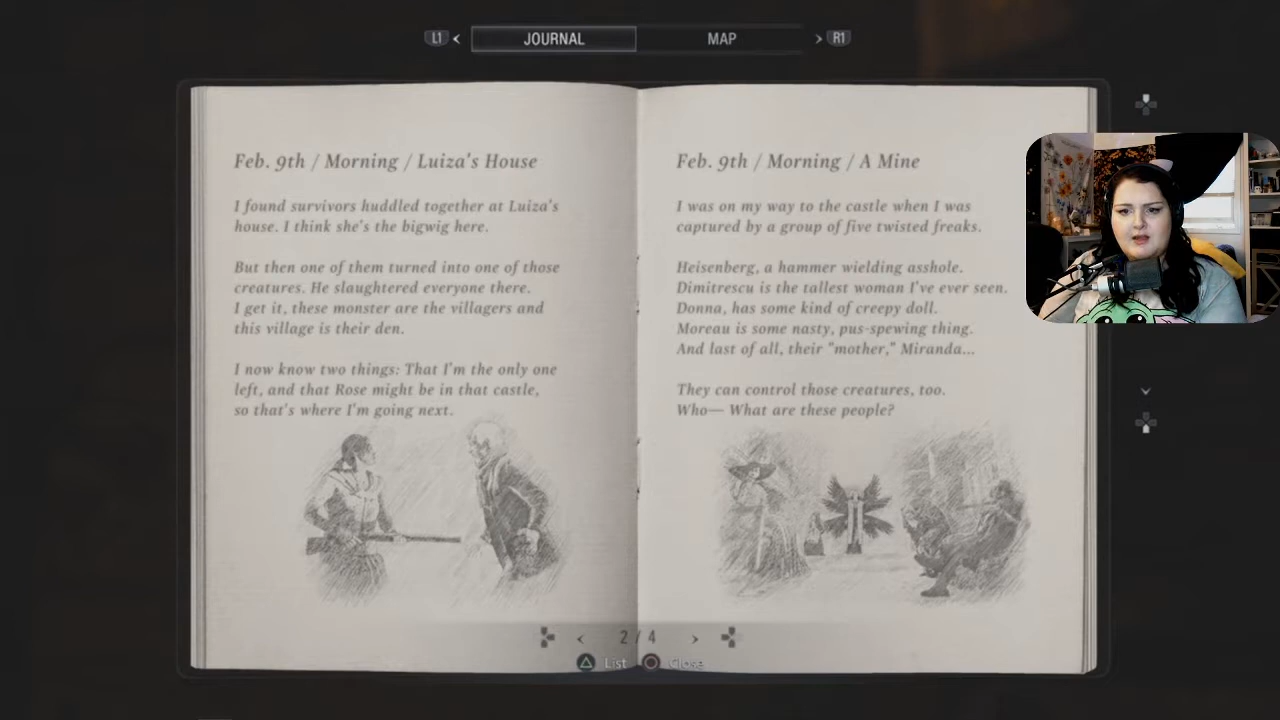 L1 < JOURNAL MAP > R1
Feb. 9th / Morning / Luiza's House
I found survivors huddled together at Luiza's
house. I think she's the bigwig here.
But then one of them turned into one of those
creatures. He slaughtered everyone there.
I get it, these monster are the villagers and
this village is their den.
I now know two things: That I'm the only one
left, and that Rose might be in that castle,
so that's where I'm going next.
Feb. 9th / Morning / A Mine
I was on my way to the castle when I was
captured by a group of five twisted freaks.
Heisenberg, a hammer wielding asshole.
Dimitrescu is the tallest woman I've ever seen.
Donna, has some kind of creepy doll.
Moreau is some nasty, pus-spewing thing.
And last of all, their "mother," Miranda...
They can control those creatures, too.
Who— What are these people?
< 2 / 4 >
List Close